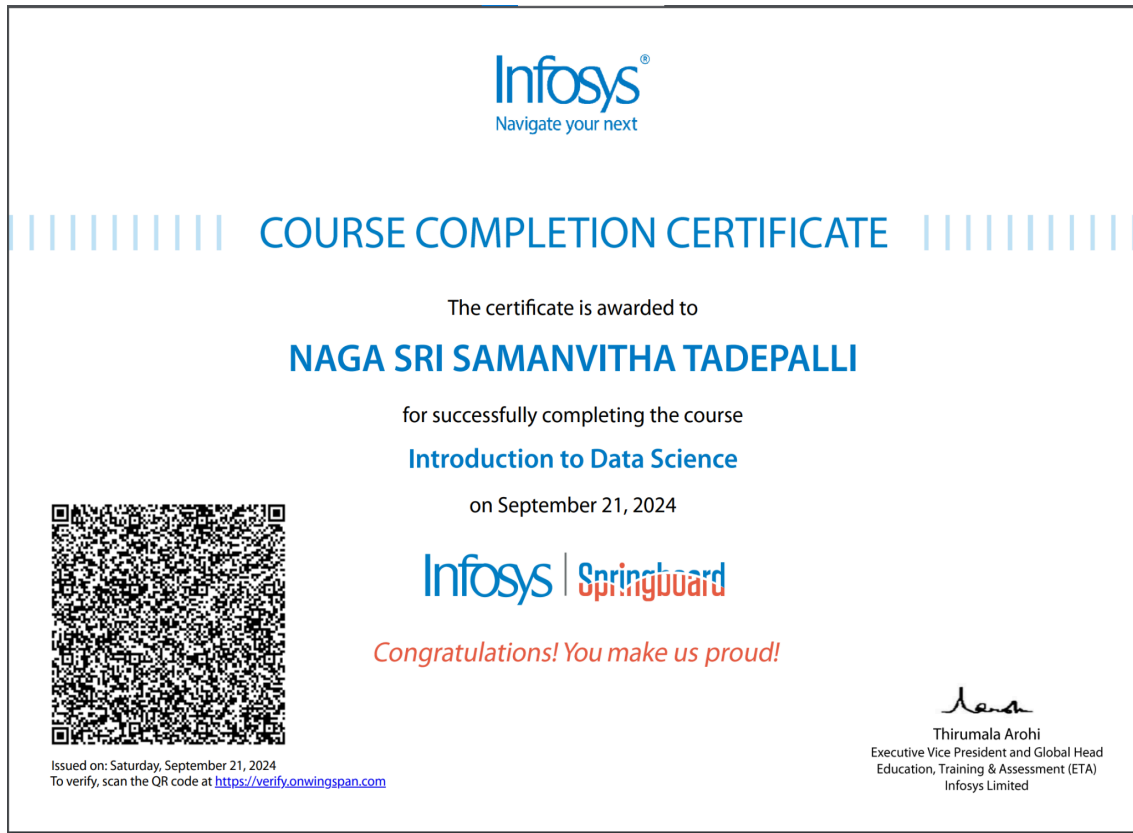 Infosys®
Navigate your next
COURSE COMPLETION CERTIFICATE
The certificate is awarded to
NAGA SRI SAMANVITHA TADEPALLI
for successfully completing the course
Introduction to Data Science
on September 21, 2024
Infosys | Springboard
Congratulations! You make us proud!
Issued on: Saturday, September 21, 2024
To verify, scan the QR code at https://verify.onwingspan.com
Thirumala Arohi
Executive Vice President and Global Head
Education, Training & Assessment (ETA)
Infosys Limited